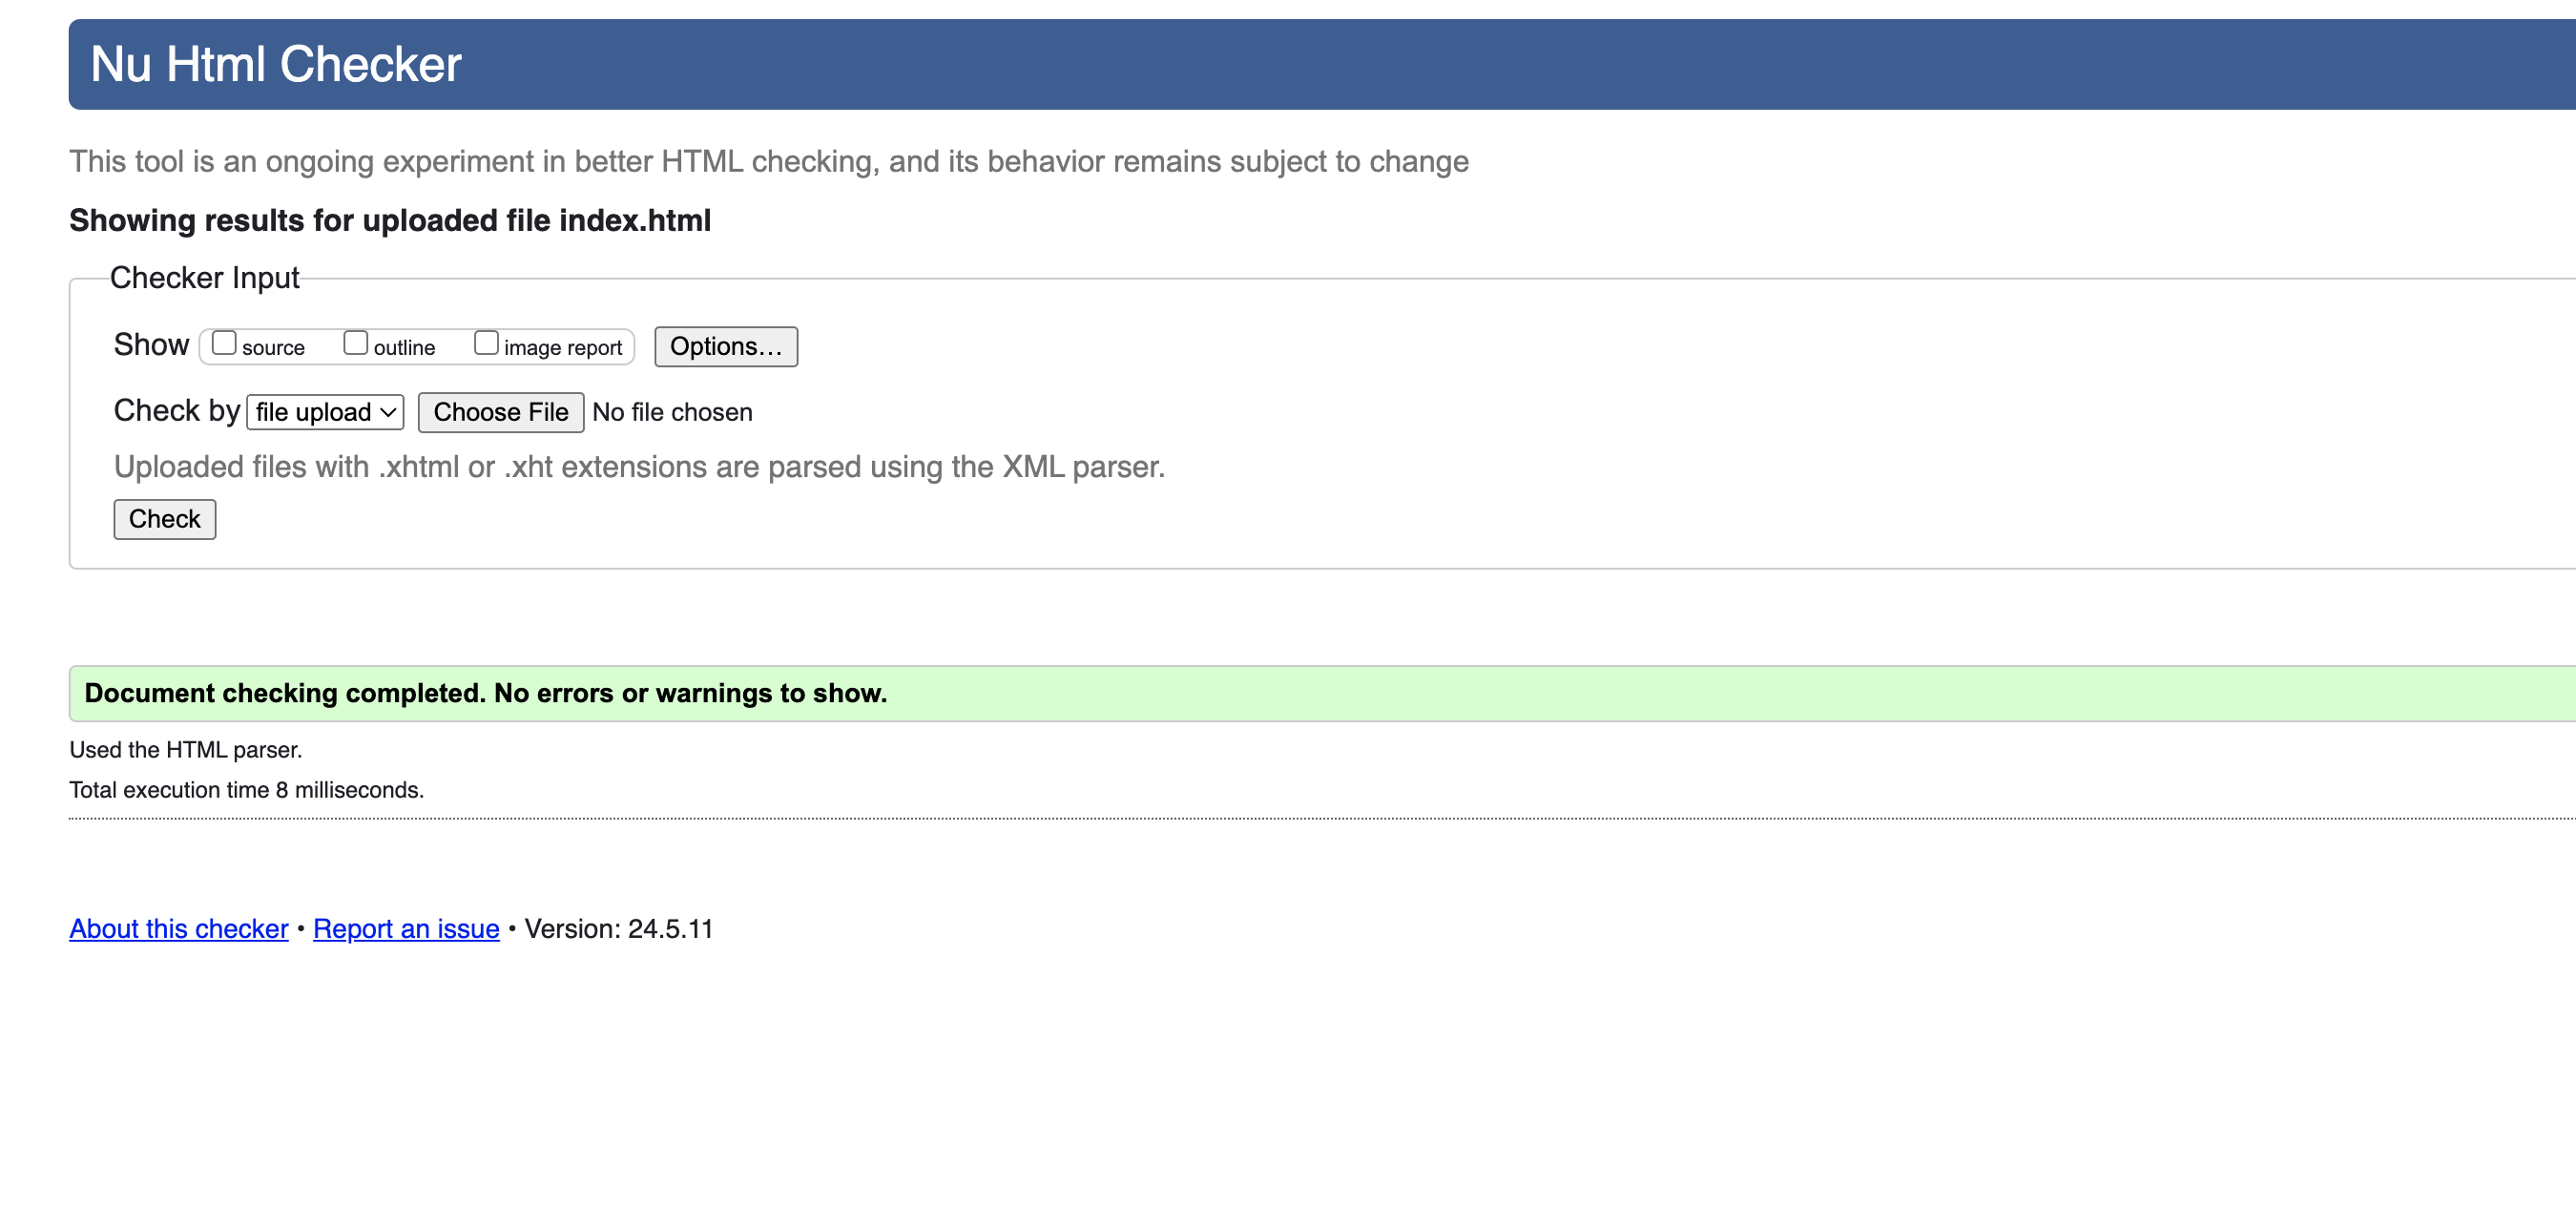 Nu Html Checker
This tool is an ongoing experiment in better HTML checking, and its behavior remains subject to change
Showing results for uploaded file index.html
Checker Input
Show source outline image report Options...
Check by file upload Choose File No file chosen
Uploaded files with .xhtml or .xht extensions are parsed using the XML parser.
Check
Document checking completed. No errors or warnings to show.
Used the HTML parser.
Total execution time 8 milliseconds.
About this checker • Report an issue • Version: 24.5.11